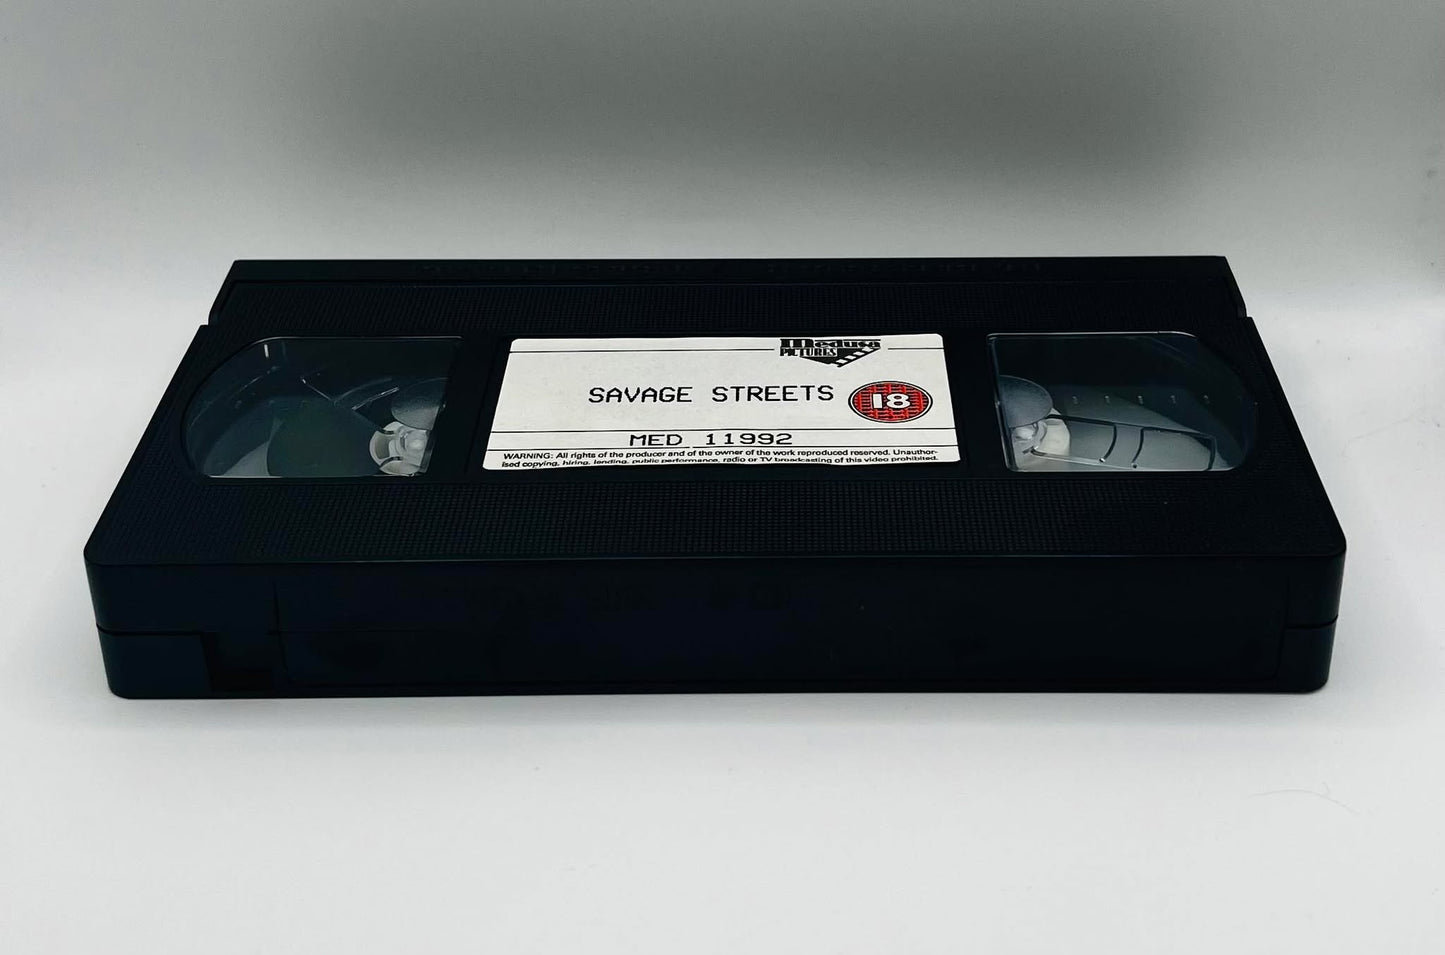 Medusa
PICTURES
SAVAGE STREETS
18
MED 11992
WARNING: All rights of the producer and of the owner of the work reproduced reserved. Unauthor-
ised copying, hiring, lending, public performance, radio or TV broadcasting of this video prohibited.